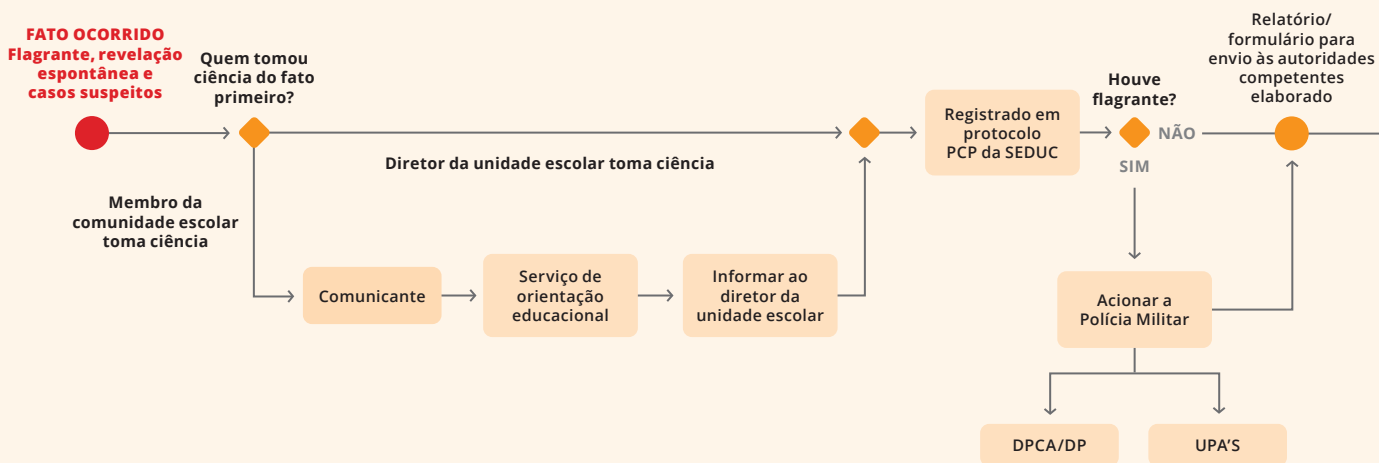 FATO OCORRIDO
Flagrante, revelação
espontânea e
casos suspeitos
Quem tomou
ciência do fato
primeiro?
Diretor da unidade escolar toma ciência
Membro da
comunidade escolar
toma ciência
Comunicante
Serviço de
orientação
educacional
Informar ao
diretor da
unidade escolar
Registrado em
protocolo
PCP da SEDUC
Houve
flagrante?
NÃO
SIM
Relatório/
formulário para
envio às autoridades
competentes
elaborado
Acionar a
Polícia Militar
DPCA/DP
UPA'S